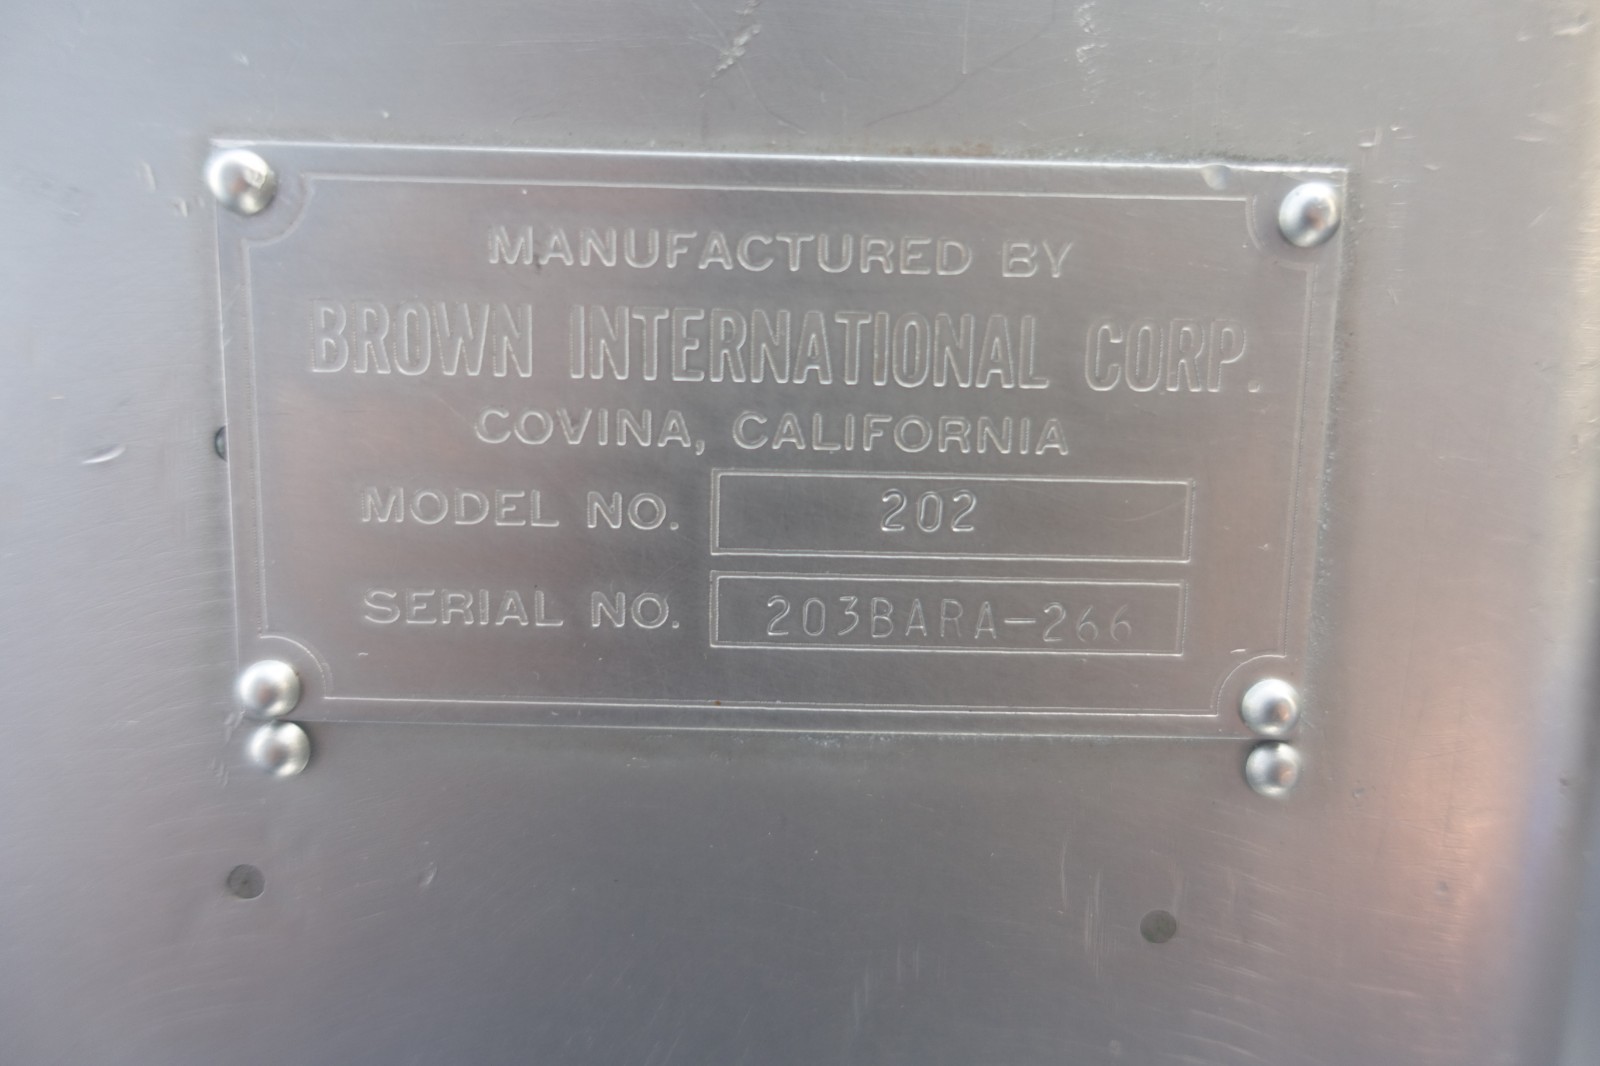 MANUFACTURED BY
BROWN INTERNATIONAL CORP.
COVINA, CALIFORNIA
MODEL NO. 202
SERIAL NO. 203BARA-266